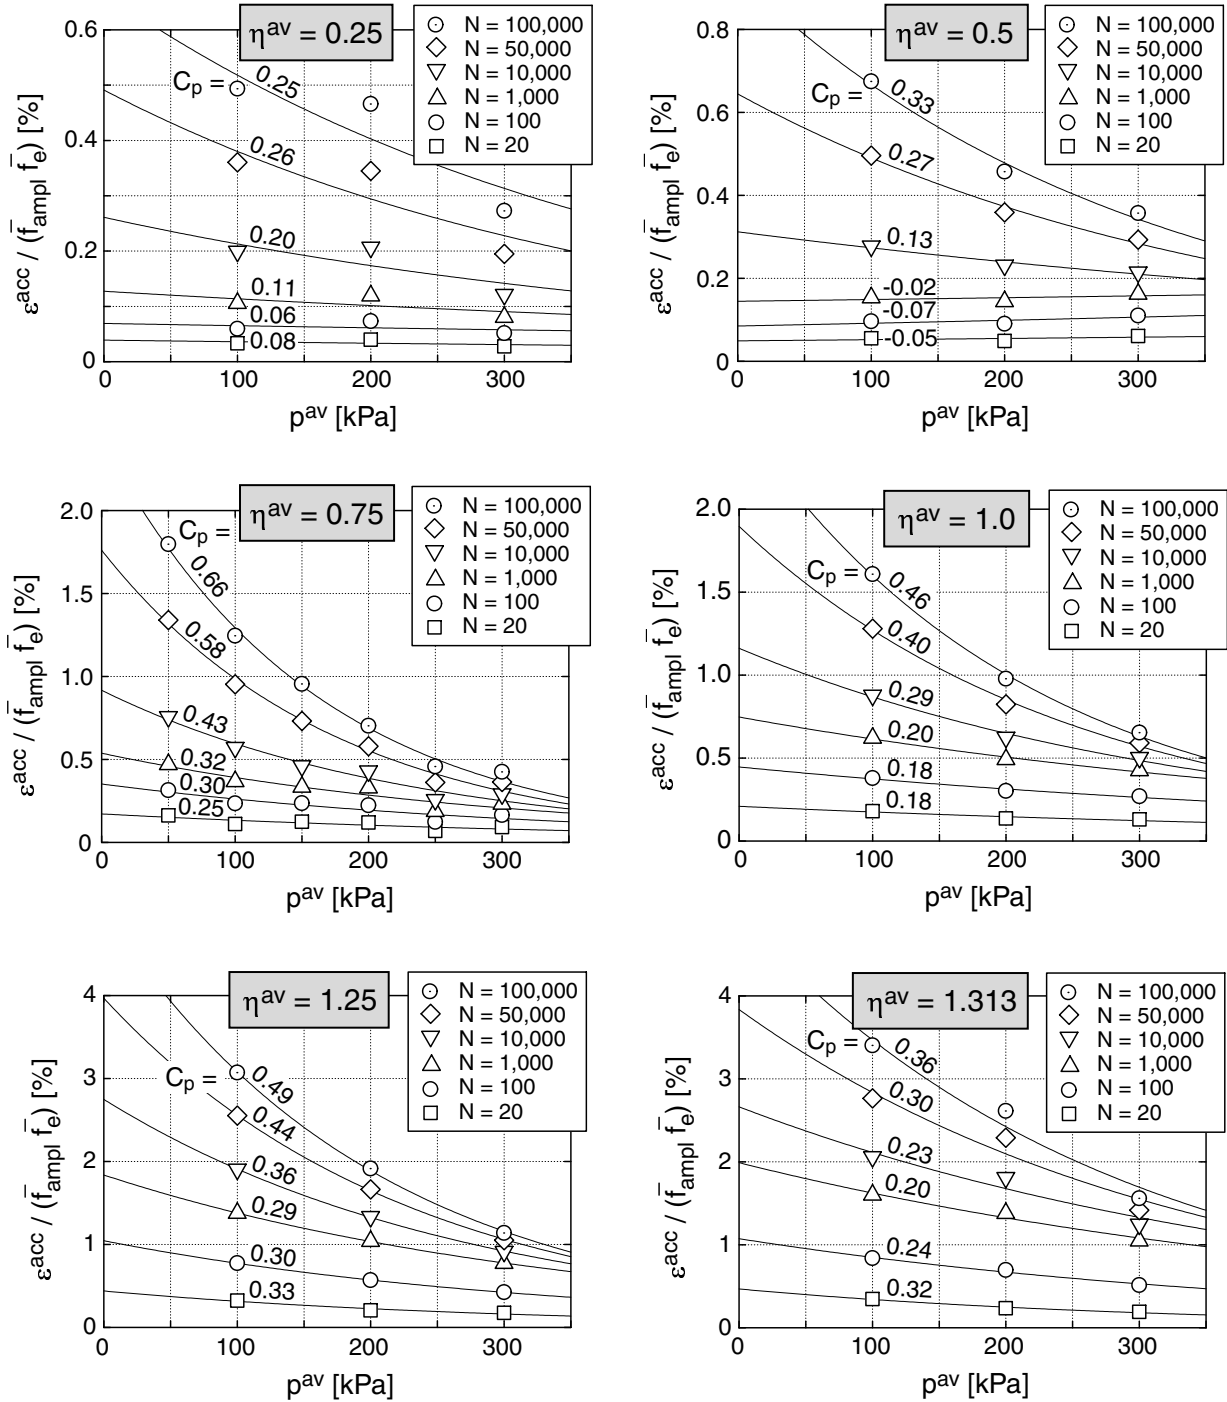 η^av = 0.25
N = 100,000
N = 50,000
N = 10,000
N = 1,000
N = 100
N = 20
C_p =
0.25
0.26
0.20
0.11
0.06
0.08
0.6
0.4
0.2
0
0 100 200 300
ε^acc / (f̄_ampl f̄_e) [%]
p^av [kPa]
η^av = 0.5
N = 100,000
N = 50,000
N = 10,000
N = 1,000
N = 100
N = 20
C_p =
0.33
0.27
0.13
-0.02
-0.07
-0.05
0.8
0.6
0.4
0.2
0
0 100 200 300
ε^acc / (f̄_ampl f̄_e) [%]
p^av [kPa]
η^av = 0.75
N = 100,000
N = 50,000
N = 10,000
N = 1,000
N = 100
N = 20
C_p =
0.66
0.58
0.43
0.32
0.30
0.25
2.0
1.5
1.0
0.5
0
0 100 200 300
ε^acc / (f̄_ampl f̄_e) [%]
p^av [kPa]
η^av = 1.0
N = 100,000
N = 50,000
N = 10,000
N = 1,000
N = 100
N = 20
C_p =
0.46
0.40
0.29
0.20
0.18
0.18
2.0
1.5
1.0
0.5
0
0 100 200 300
ε^acc / (f̄_ampl f̄_e) [%]
p^av [kPa]
η^av = 1.25
N = 100,000
N = 50,000
N = 10,000
N = 1,000
N = 100
N = 20
C_p =
0.49
0.44
0.36
0.29
0.30
0.33
4
3
2
1
0
0 100 200 300
ε^acc / (f̄_ampl f̄_e) [%]
p^av [kPa]
η^av = 1.313
N = 100,000
N = 50,000
N = 10,000
N = 1,000
N = 100
N = 20
C_p =
0.36
0.30
0.23
0.20
0.24
0.32
4
3
2
1
0
0 100 200 300
ε^acc / (f̄_ampl f̄_e) [%]
p^av [kPa]